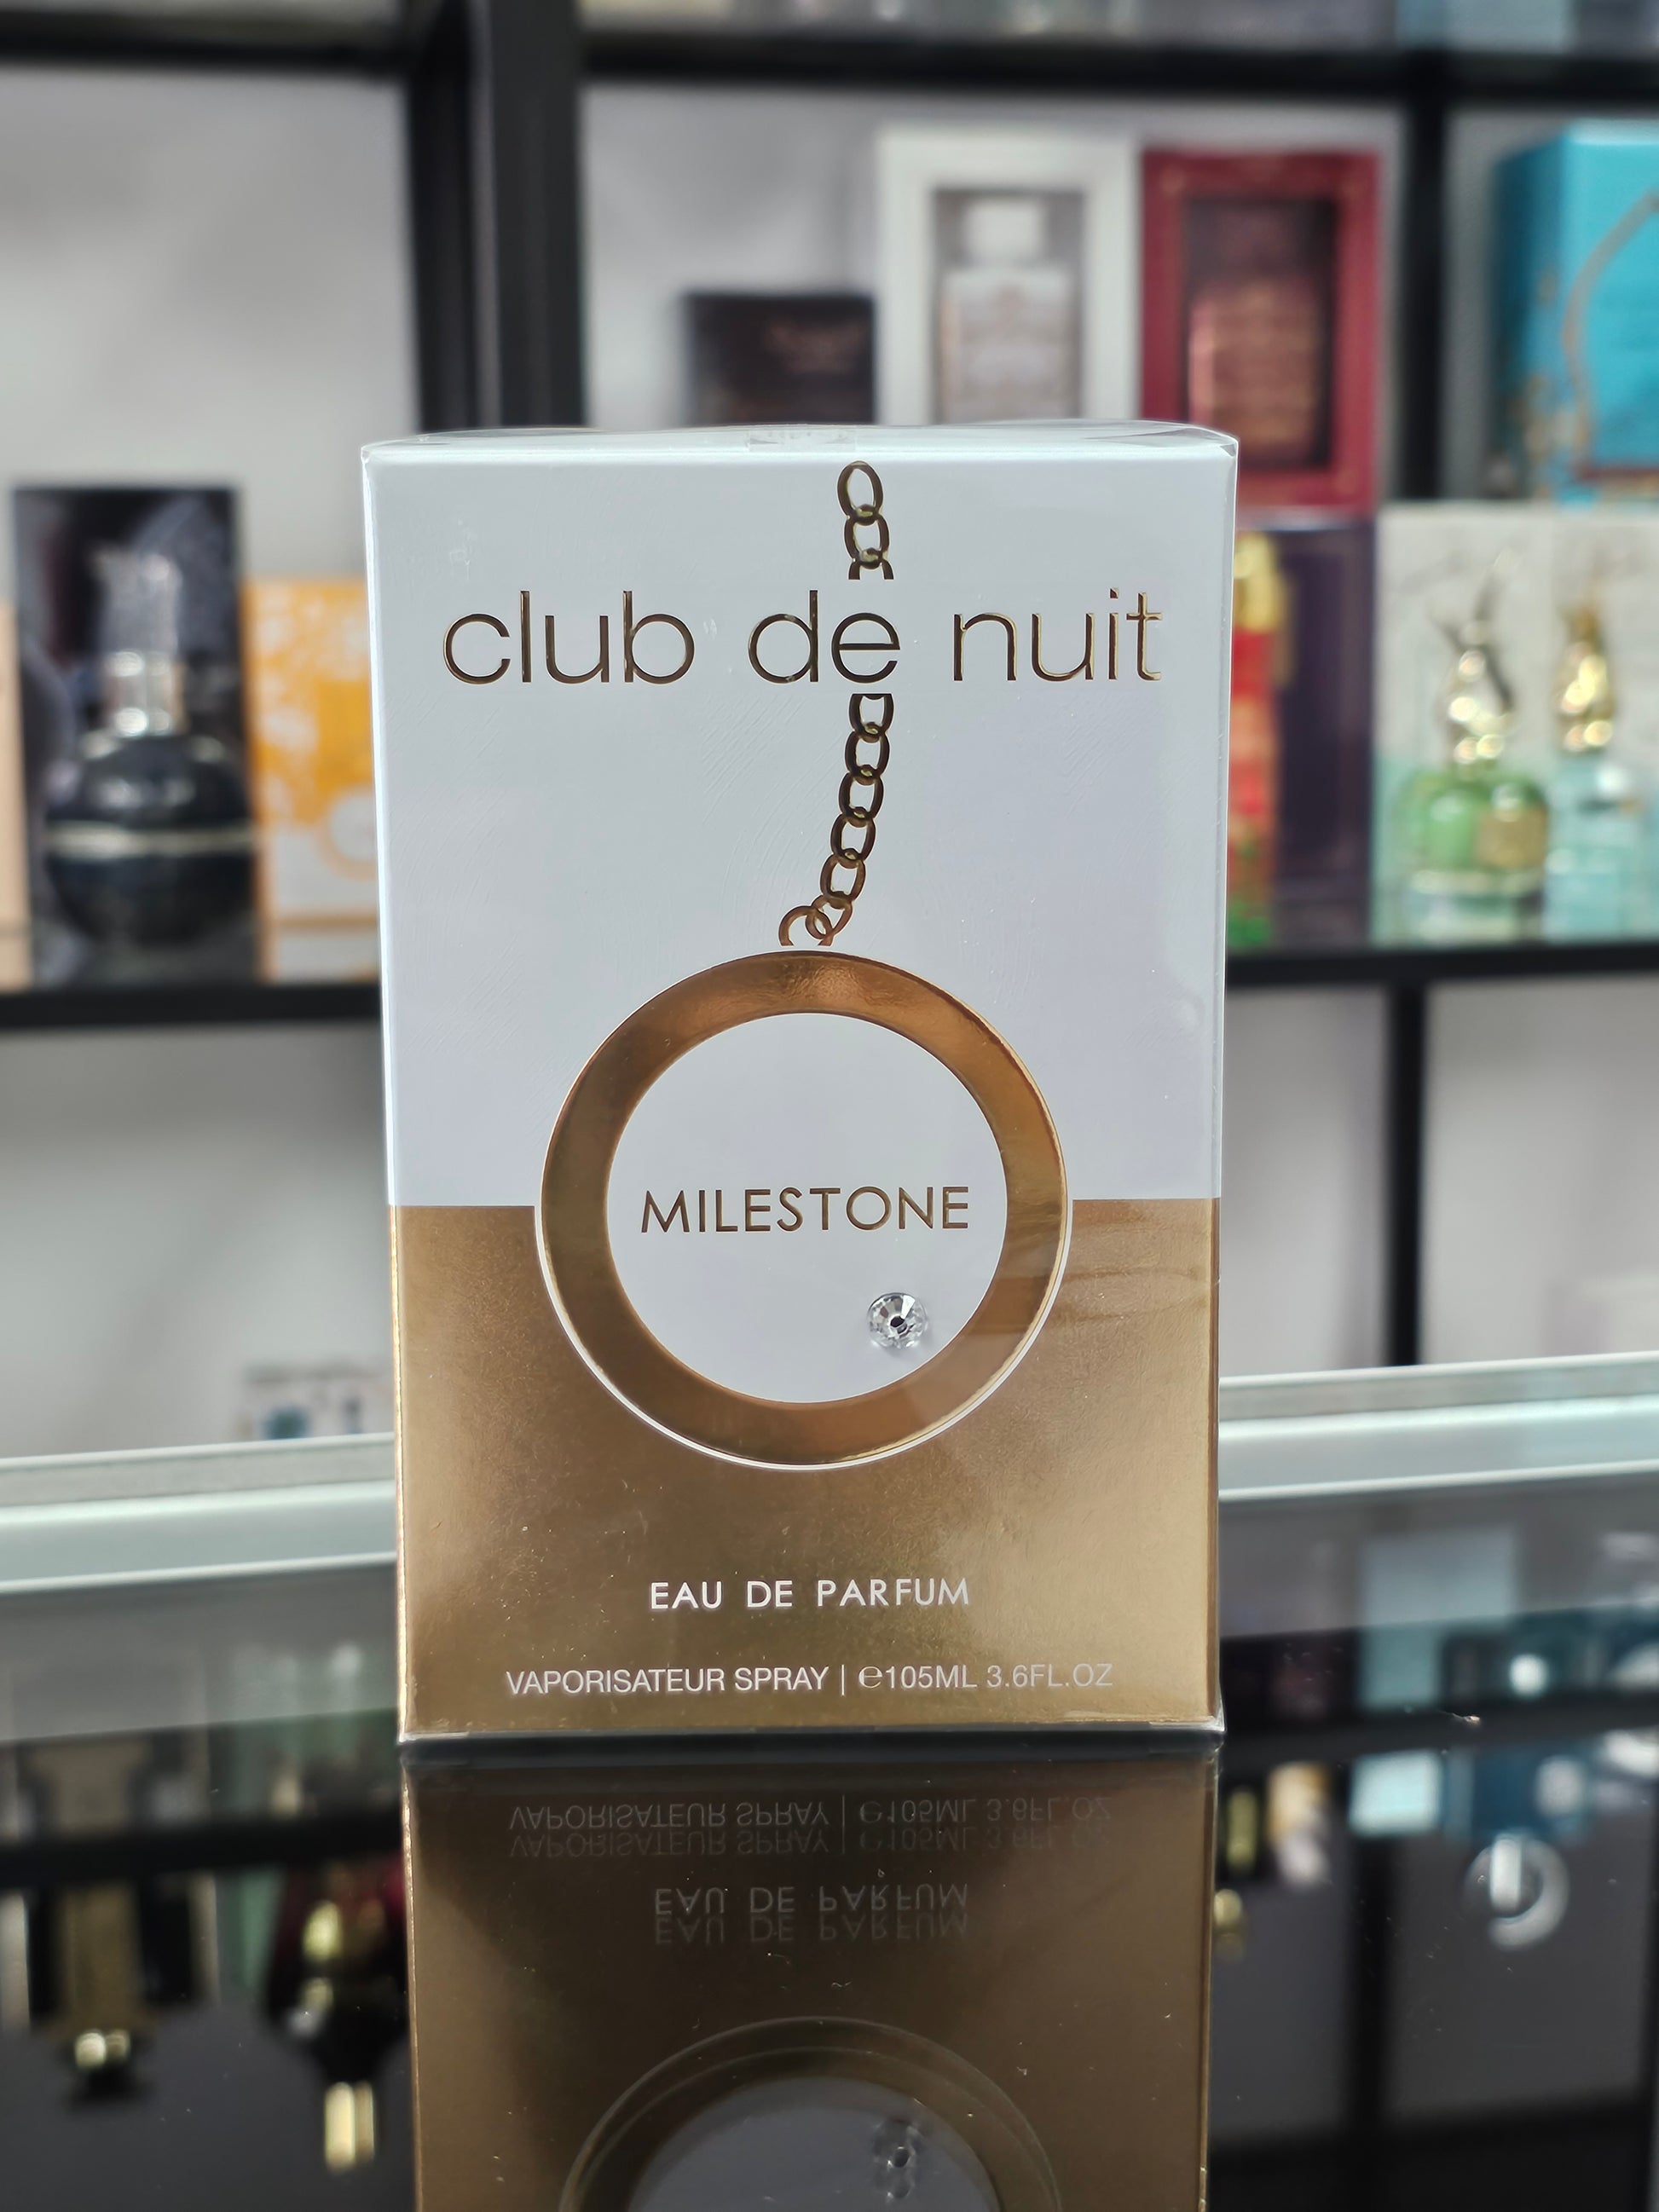 club de nuit
MILESTONE
EAU DE PARFUM
VAPORISATEUR SPRAY | ℮105ML 3.6FL.OZ